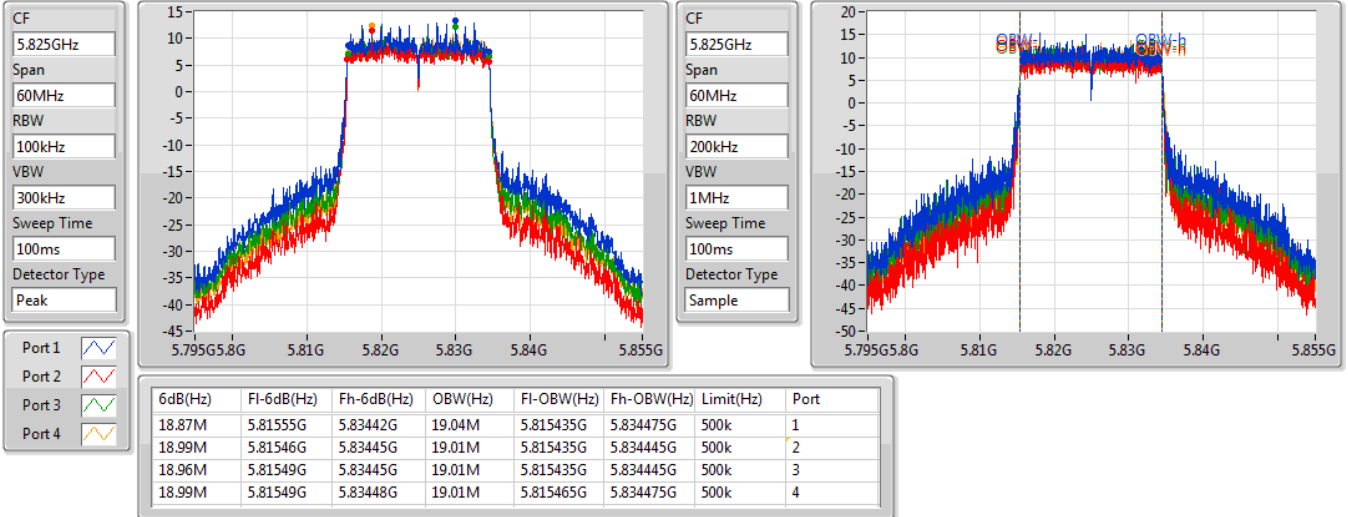 CF
5.825GHz
Span
60MHz
RBW
100kHz
VBW
300kHz
Sweep Time
100ms
Detector Type
Peak
15
10
5
0
-5
-10
-15
-20
-25
-30
-35
-40
-45
5.795G 5.8G 5.81G 5.82G 5.83G 5.84G 5.855G
CF
5.825GHz
Span
60MHz
RBW
200kHz
VBW
1MHz
Sweep Time
100ms
Detector Type
Sample
20
15
10
5
0
-5
-10
-15
-20
-25
-30
-35
-40
-45
-50
OBW-l OBW-h
5.795G 5.8G 5.81G 5.82G 5.83G 5.84G 5.855G
Port 1
Port 2
Port 3
Port 4
6dB(Hz) Fl-6dB(Hz) Fh-6dB(Hz) OBW(Hz) Fl-OBW(Hz) Fh-OBW(Hz) Limit(Hz) Port
18.87M 5.81555G 5.83442G 19.04M 5.815435G 5.834475G 500k 1
18.99M 5.81546G 5.83445G 19.01M 5.815435G 5.834445G 500k 2
18.96M 5.81549G 5.83445G 19.01M 5.815435G 5.834445G 500k 3
18.99M 5.81549G 5.83448G 19.01M 5.815465G 5.834475G 500k 4